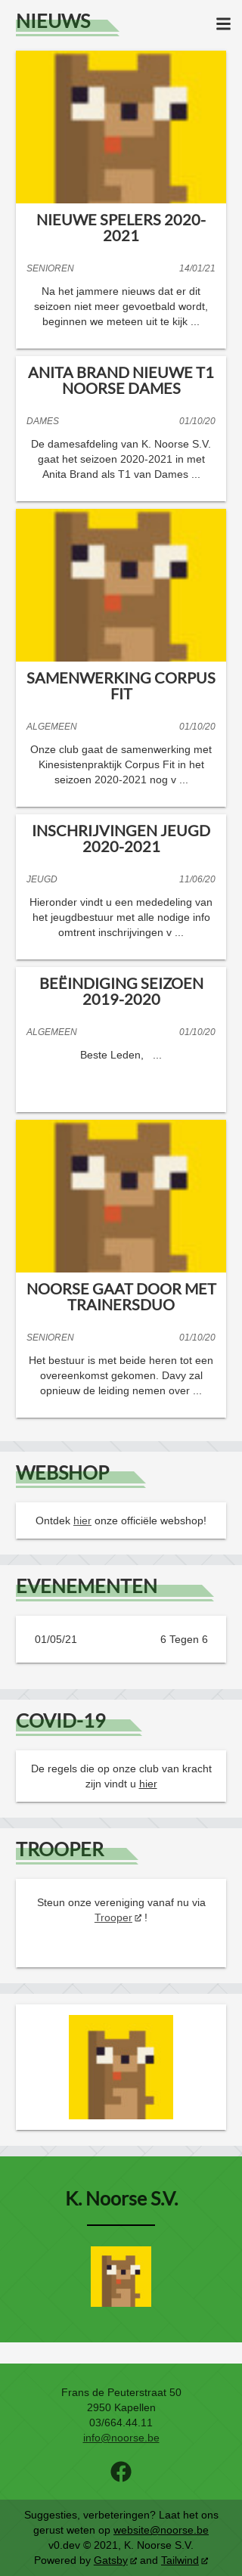 NIEUWS
NIEUWE SPELERS 2020-
2021
SENIOREN 14/01/21
Na het jammere nieuws dat er dit
seizoen niet meer gevoetbald wordt,
beginnen we meteen uit te kijk ...
ANITA BRAND NIEUWE T1
NOORSE DAMES
DAMES 01/10/20
De damesafdeling van K. Noorse S.V.
gaat het seizoen 2020-2021 in met
Anita Brand als T1 van Dames ...
SAMENWERKING CORPUS
FIT
ALGEMEEN 01/10/20
Onze club gaat de samenwerking met
Kinesistenpraktijk Corpus Fit in het
seizoen 2020-2021 nog v ...
INSCHRIJVINGEN JEUGD
2020-2021
JEUGD 11/06/20
Hieronder vindt u een mededeling van
het jeugdbestuur met alle nodige info
omtrent inschrijvingen v ...
BEËINDIGING SEIZOEN
2019-2020
ALGEMEEN 01/10/20
Beste Leden, ...
NOORSE GAAT DOOR MET
TRAINERSDUO
SENIOREN 01/10/20
Het bestuur is met beide heren tot een
overeenkomst gekomen. Davy zal
opnieuw de leiding nemen over ...
WEBSHOP
Ontdek hier onze officiële webshop!
EVENEMENTEN
01/05/21 6 Tegen 6
COVID-19
De regels die op onze club van kracht
zijn vindt u hier
TROOPER
Steun onze vereniging vanaf nu via
Trooper !
K. Noorse S.V.
Frans de Peuterstraat 50
2950 Kapellen
03/664.44.11
info@noorse.be
Suggesties, verbeteringen? Laat het ons
gerust weten op website@noorse.be
v0.dev © 2021, K. Noorse S.V.
Powered by Gatsby and Tailwind